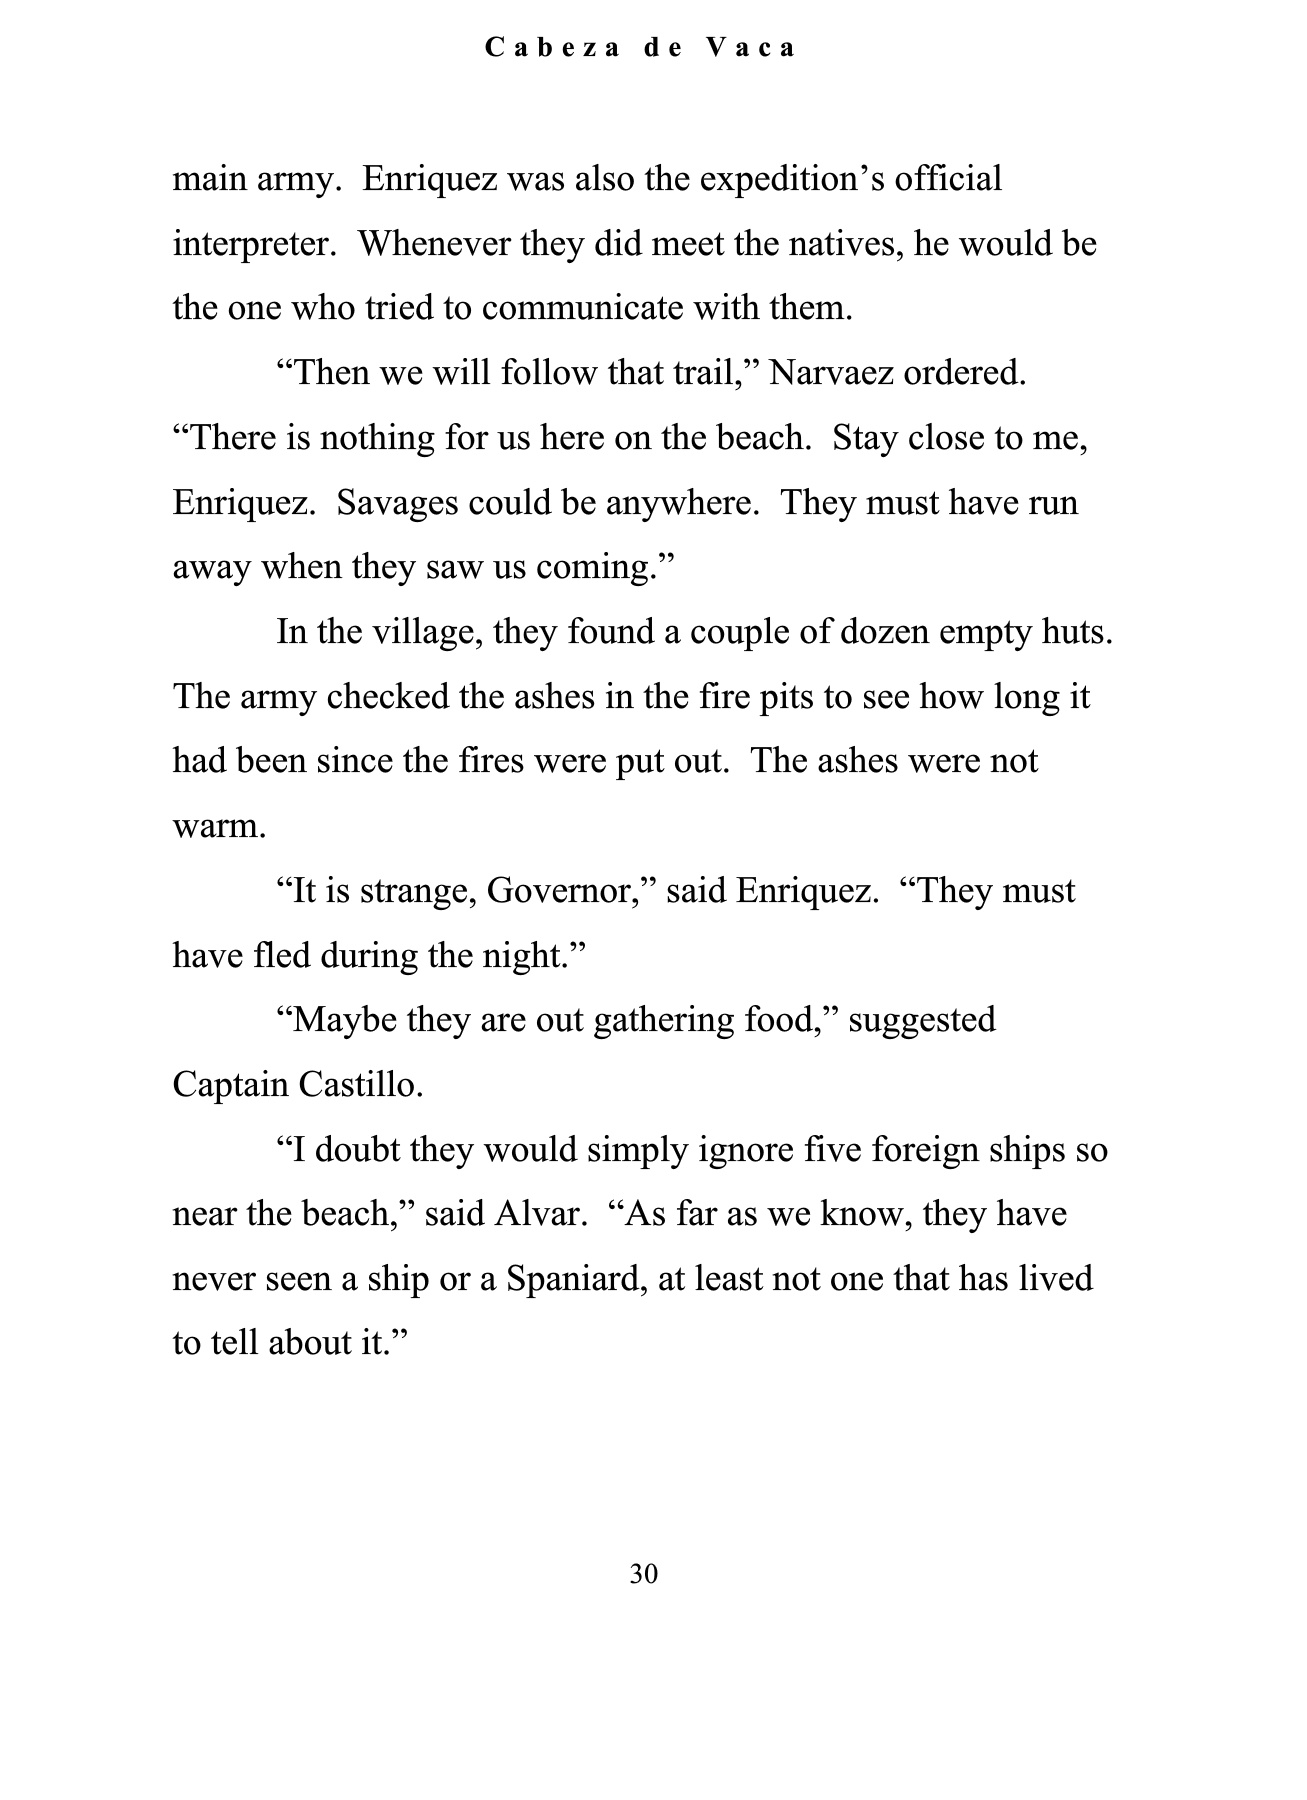 Cabeza de Vaca
main army.  Enriquez was also the expedition’s official
interpreter.  Whenever they did meet the natives, he would be
the one who tried to communicate with them.
“Then we will follow that trail,” Narvaez ordered.
“There is nothing for us here on the beach.  Stay close to me,
Enriquez.  Savages could be anywhere.  They must have run
away when they saw us coming.”
In the village, they found a couple of dozen empty huts.
The army checked the ashes in the fire pits to see how long it
had been since the fires were put out.  The ashes were not
warm.
“It is strange, Governor,” said Enriquez.  “They must
have fled during the night.”
“Maybe they are out gathering food,” suggested
Captain Castillo.
“I doubt they would simply ignore five foreign ships so
near the beach,” said Alvar.  “As far as we know, they have
never seen a ship or a Spaniard, at least not one that has lived
to tell about it.”
30